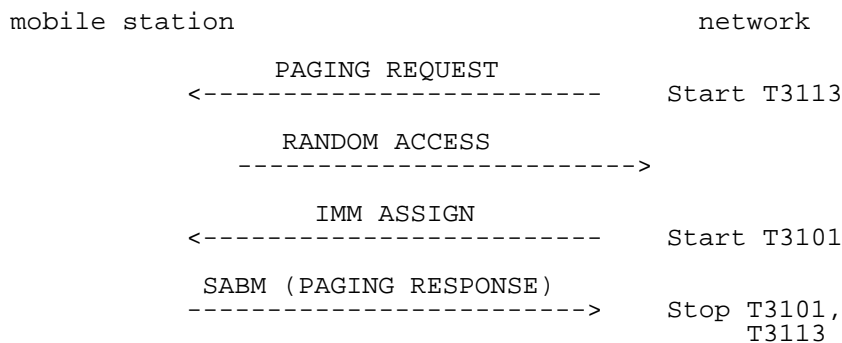 mobile station network
PAGING REQUEST
<------------------------- Start T3113
RANDOM ACCESS
------------------------->
IMM ASSIGN
<------------------------- Start T3101
SABM (PAGING RESPONSE)
-------------------------> Stop T3101,
T3113